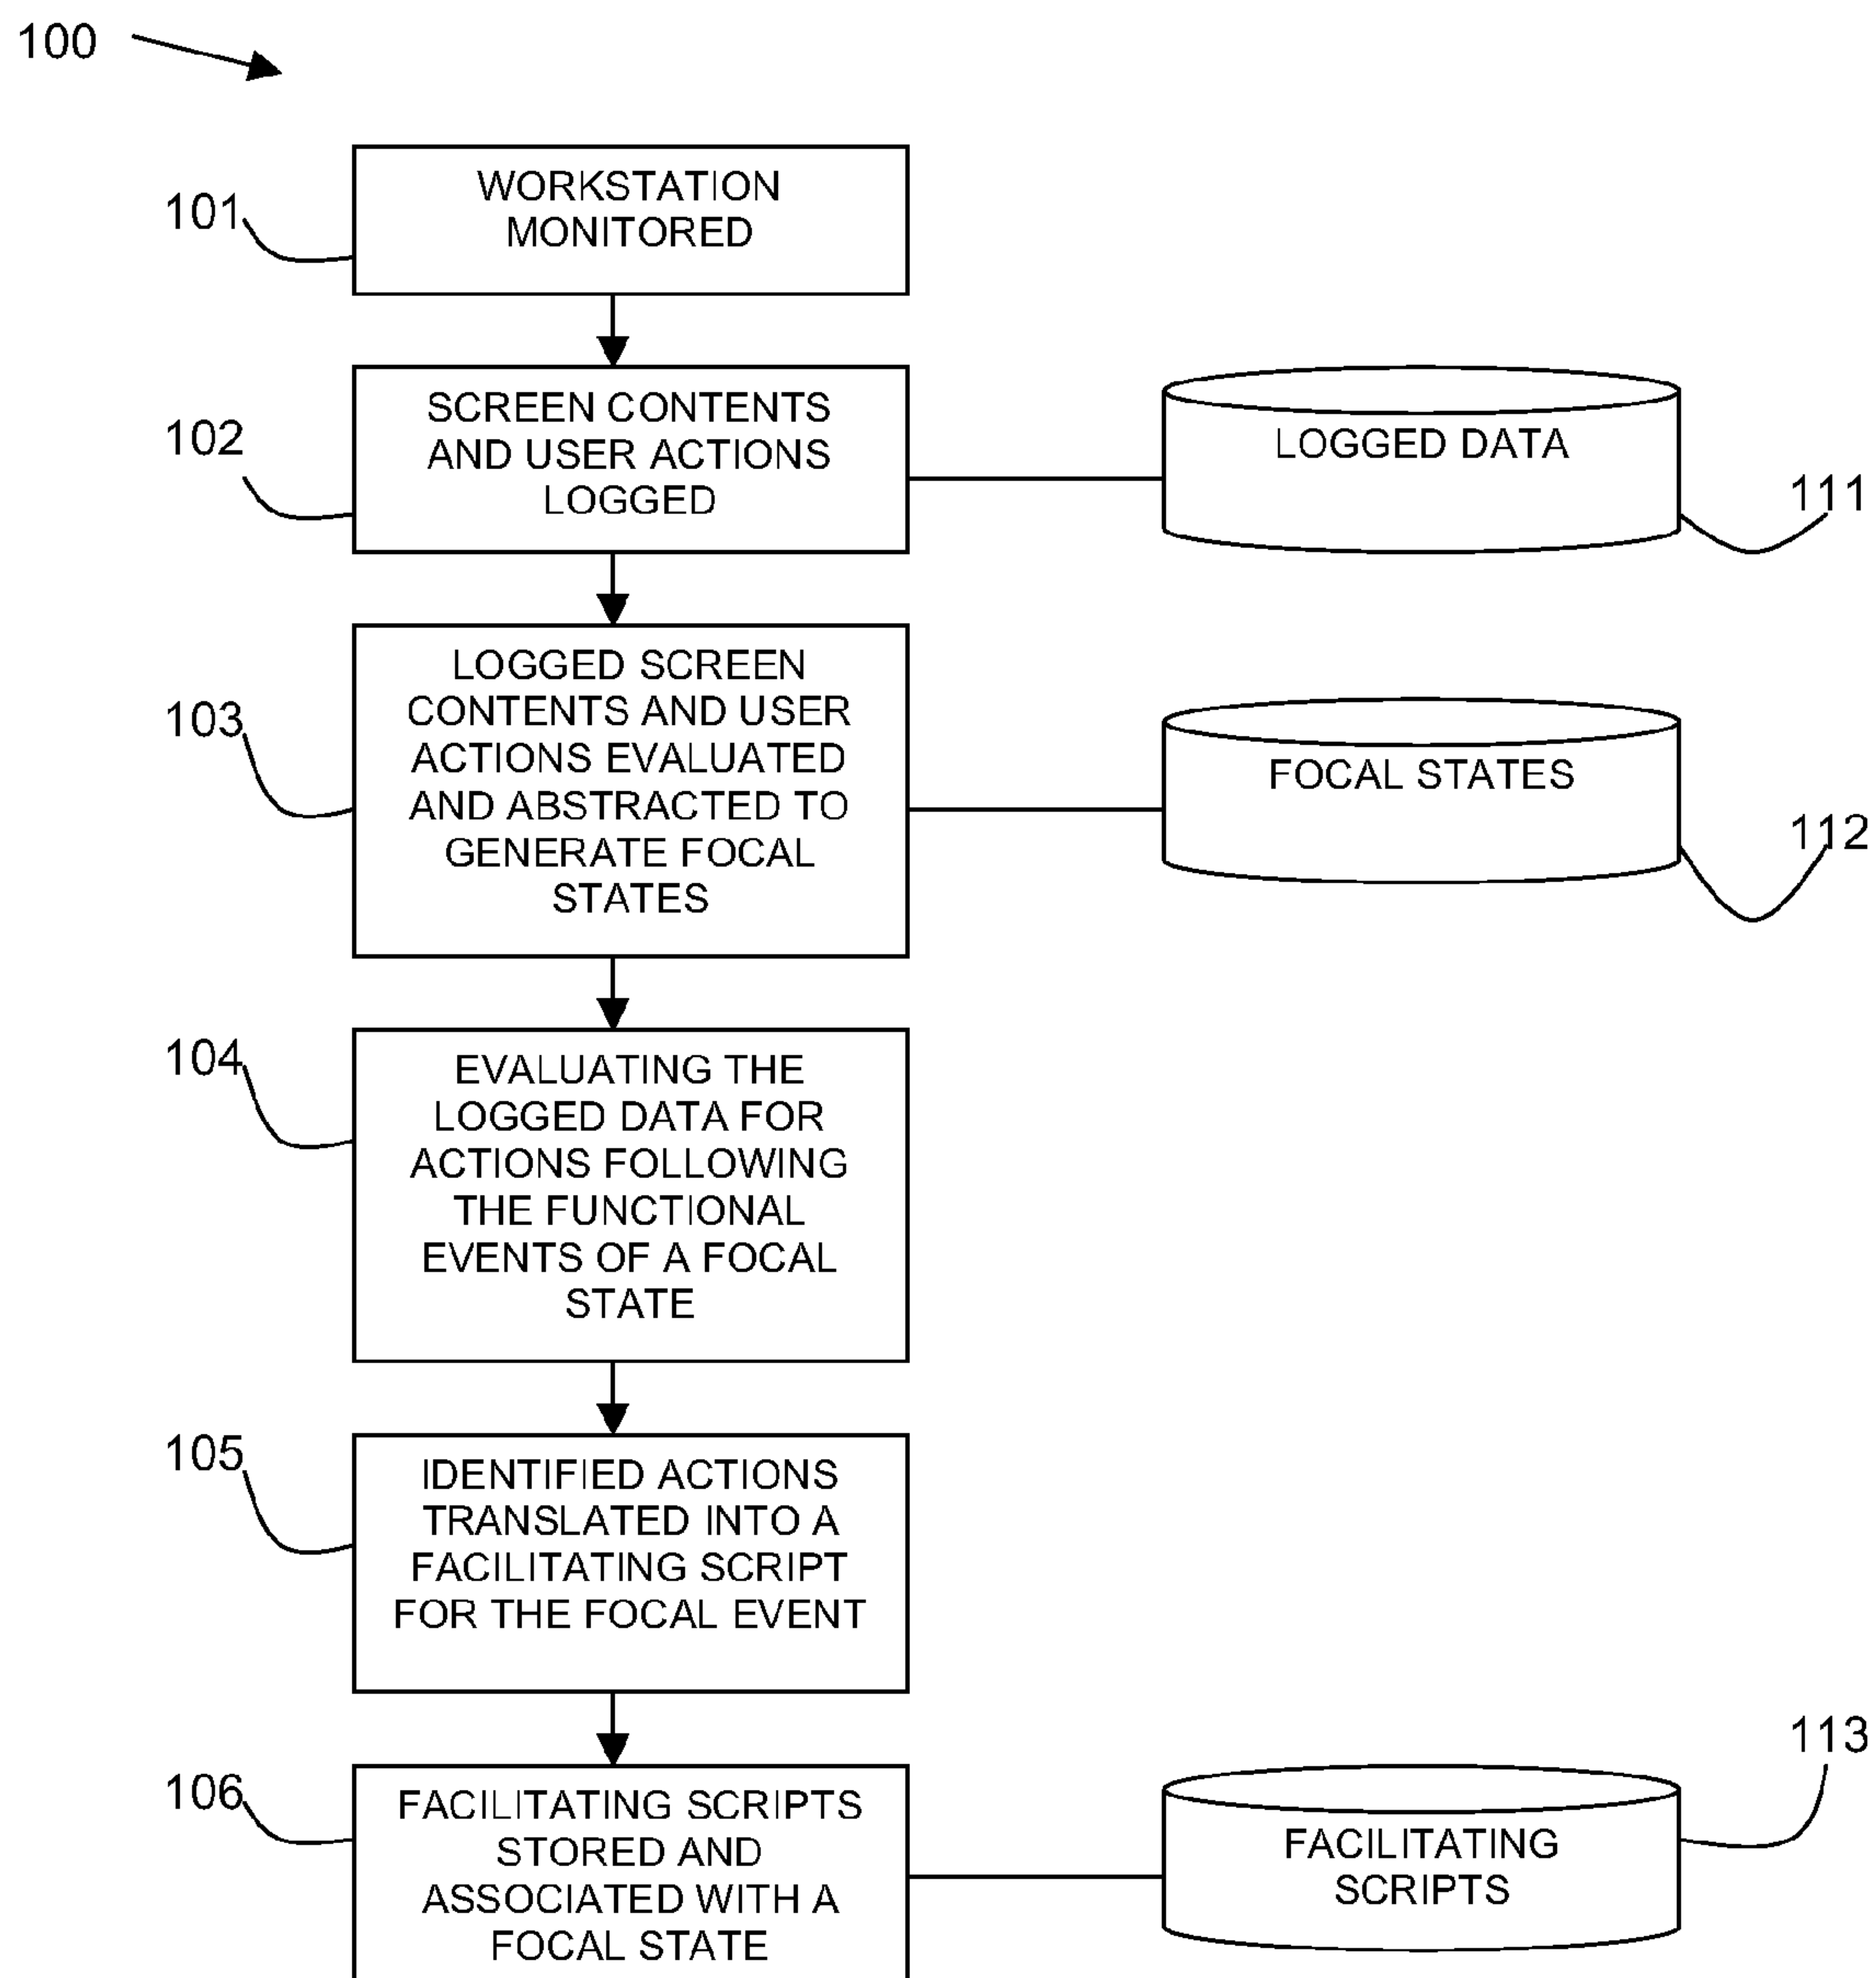 100
101
WORKSTATION
MONITORED
102
SCREEN CONTENTS
AND USER ACTIONS
LOGGED
LOGGED DATA
111
103
LOGGED SCREEN
CONTENTS AND USER
ACTIONS EVALUATED
AND ABSTRACTED TO
GENERATE FOCAL
STATES
FOCAL STATES
112
104
EVALUATING THE
LOGGED DATA FOR
ACTIONS FOLLOWING
THE FUNCTIONAL
EVENTS OF A FOCAL
STATE
105
IDENTIFIED ACTIONS
TRANSLATED INTO A
FACILITATING SCRIPT
FOR THE FOCAL EVENT
106
FACILITATING SCRIPTS
STORED AND
ASSOCIATED WITH A
FOCAL STATE
FACILITATING
SCRIPTS
113